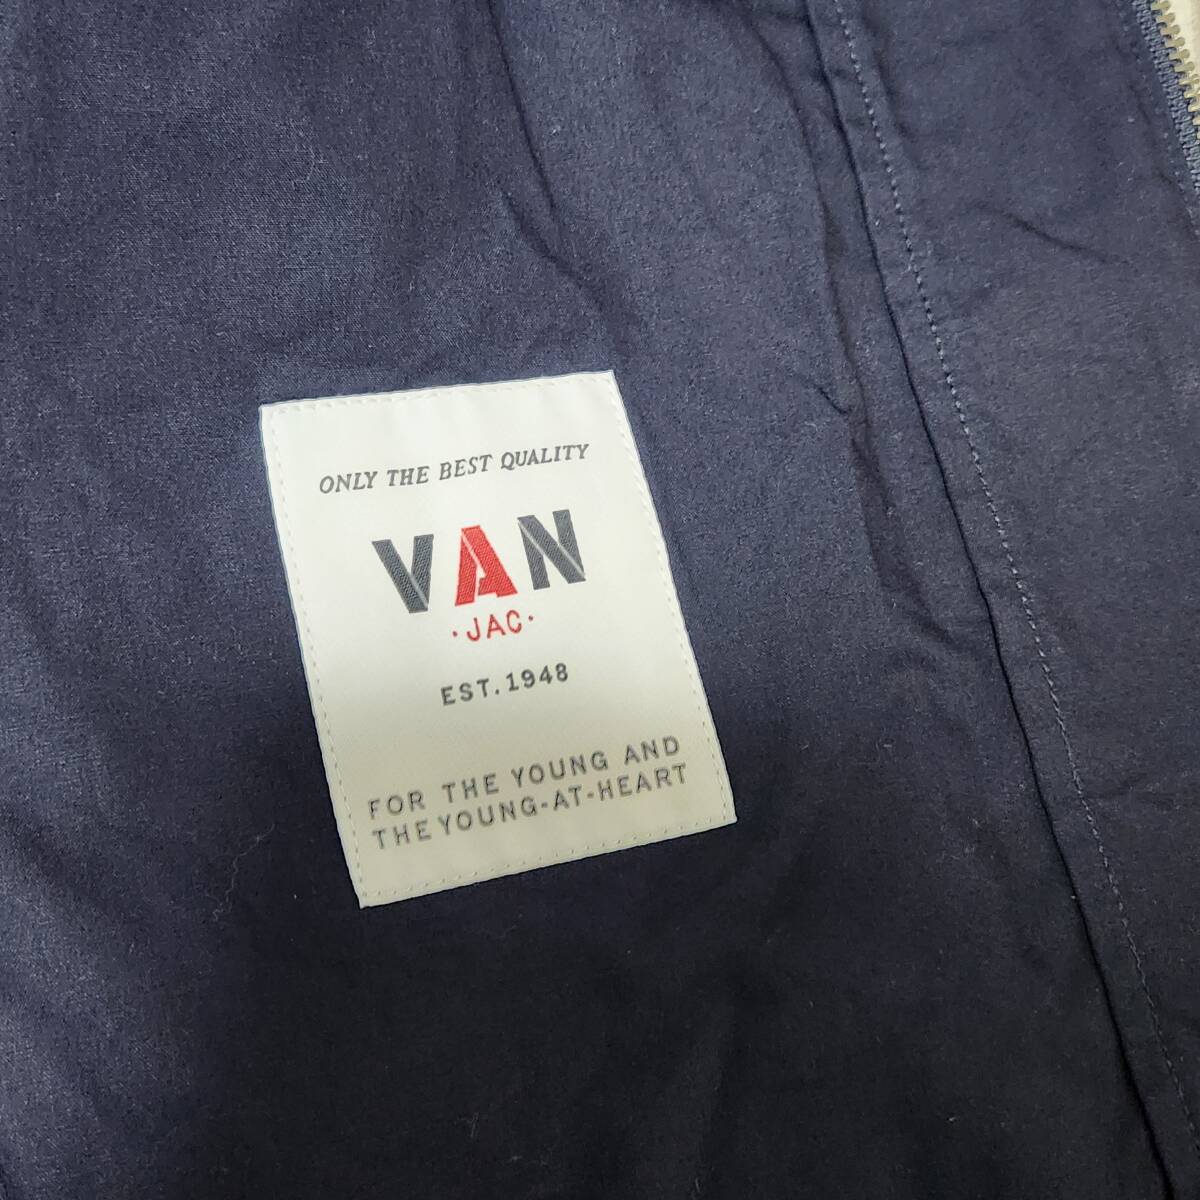 ONLY THE BEST QUALITY
VAN
·JAC·
EST. 1948
FOR THE YOUNG AND
THE YOUNG-AT-HEART